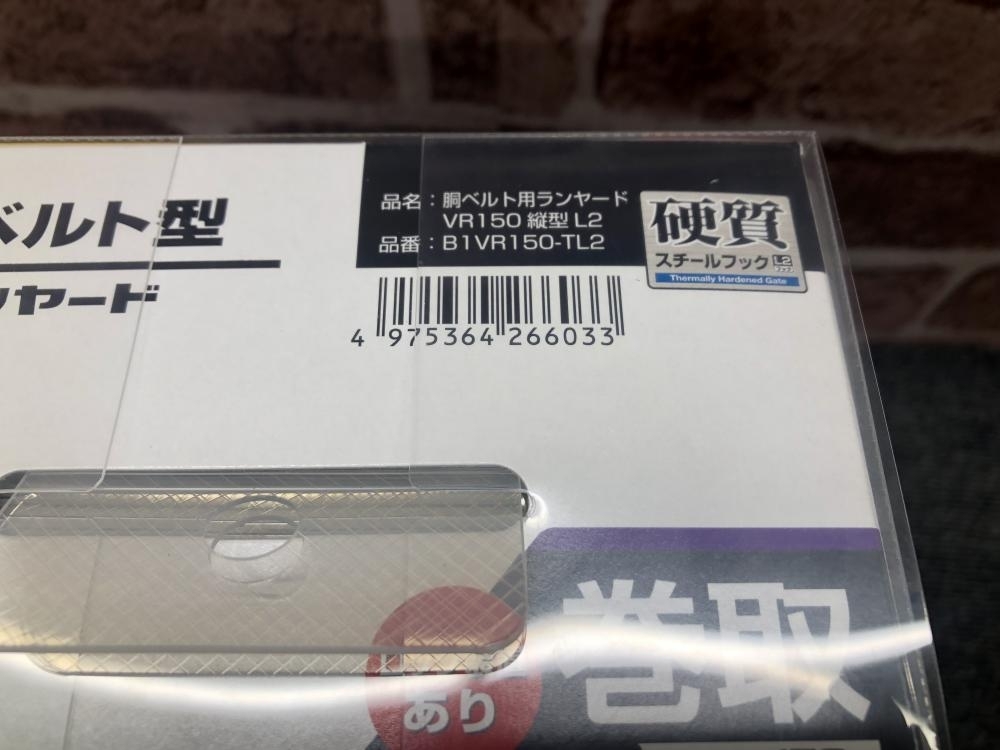 ベルト型
ンヤード
品名：胴ベルト用ランヤード
VR150 縦型 L2
品番：B1VR150-TL2
硬質
スチールフック L2
Thermally Hardened Gate
4 975364 266033
巻取
あり